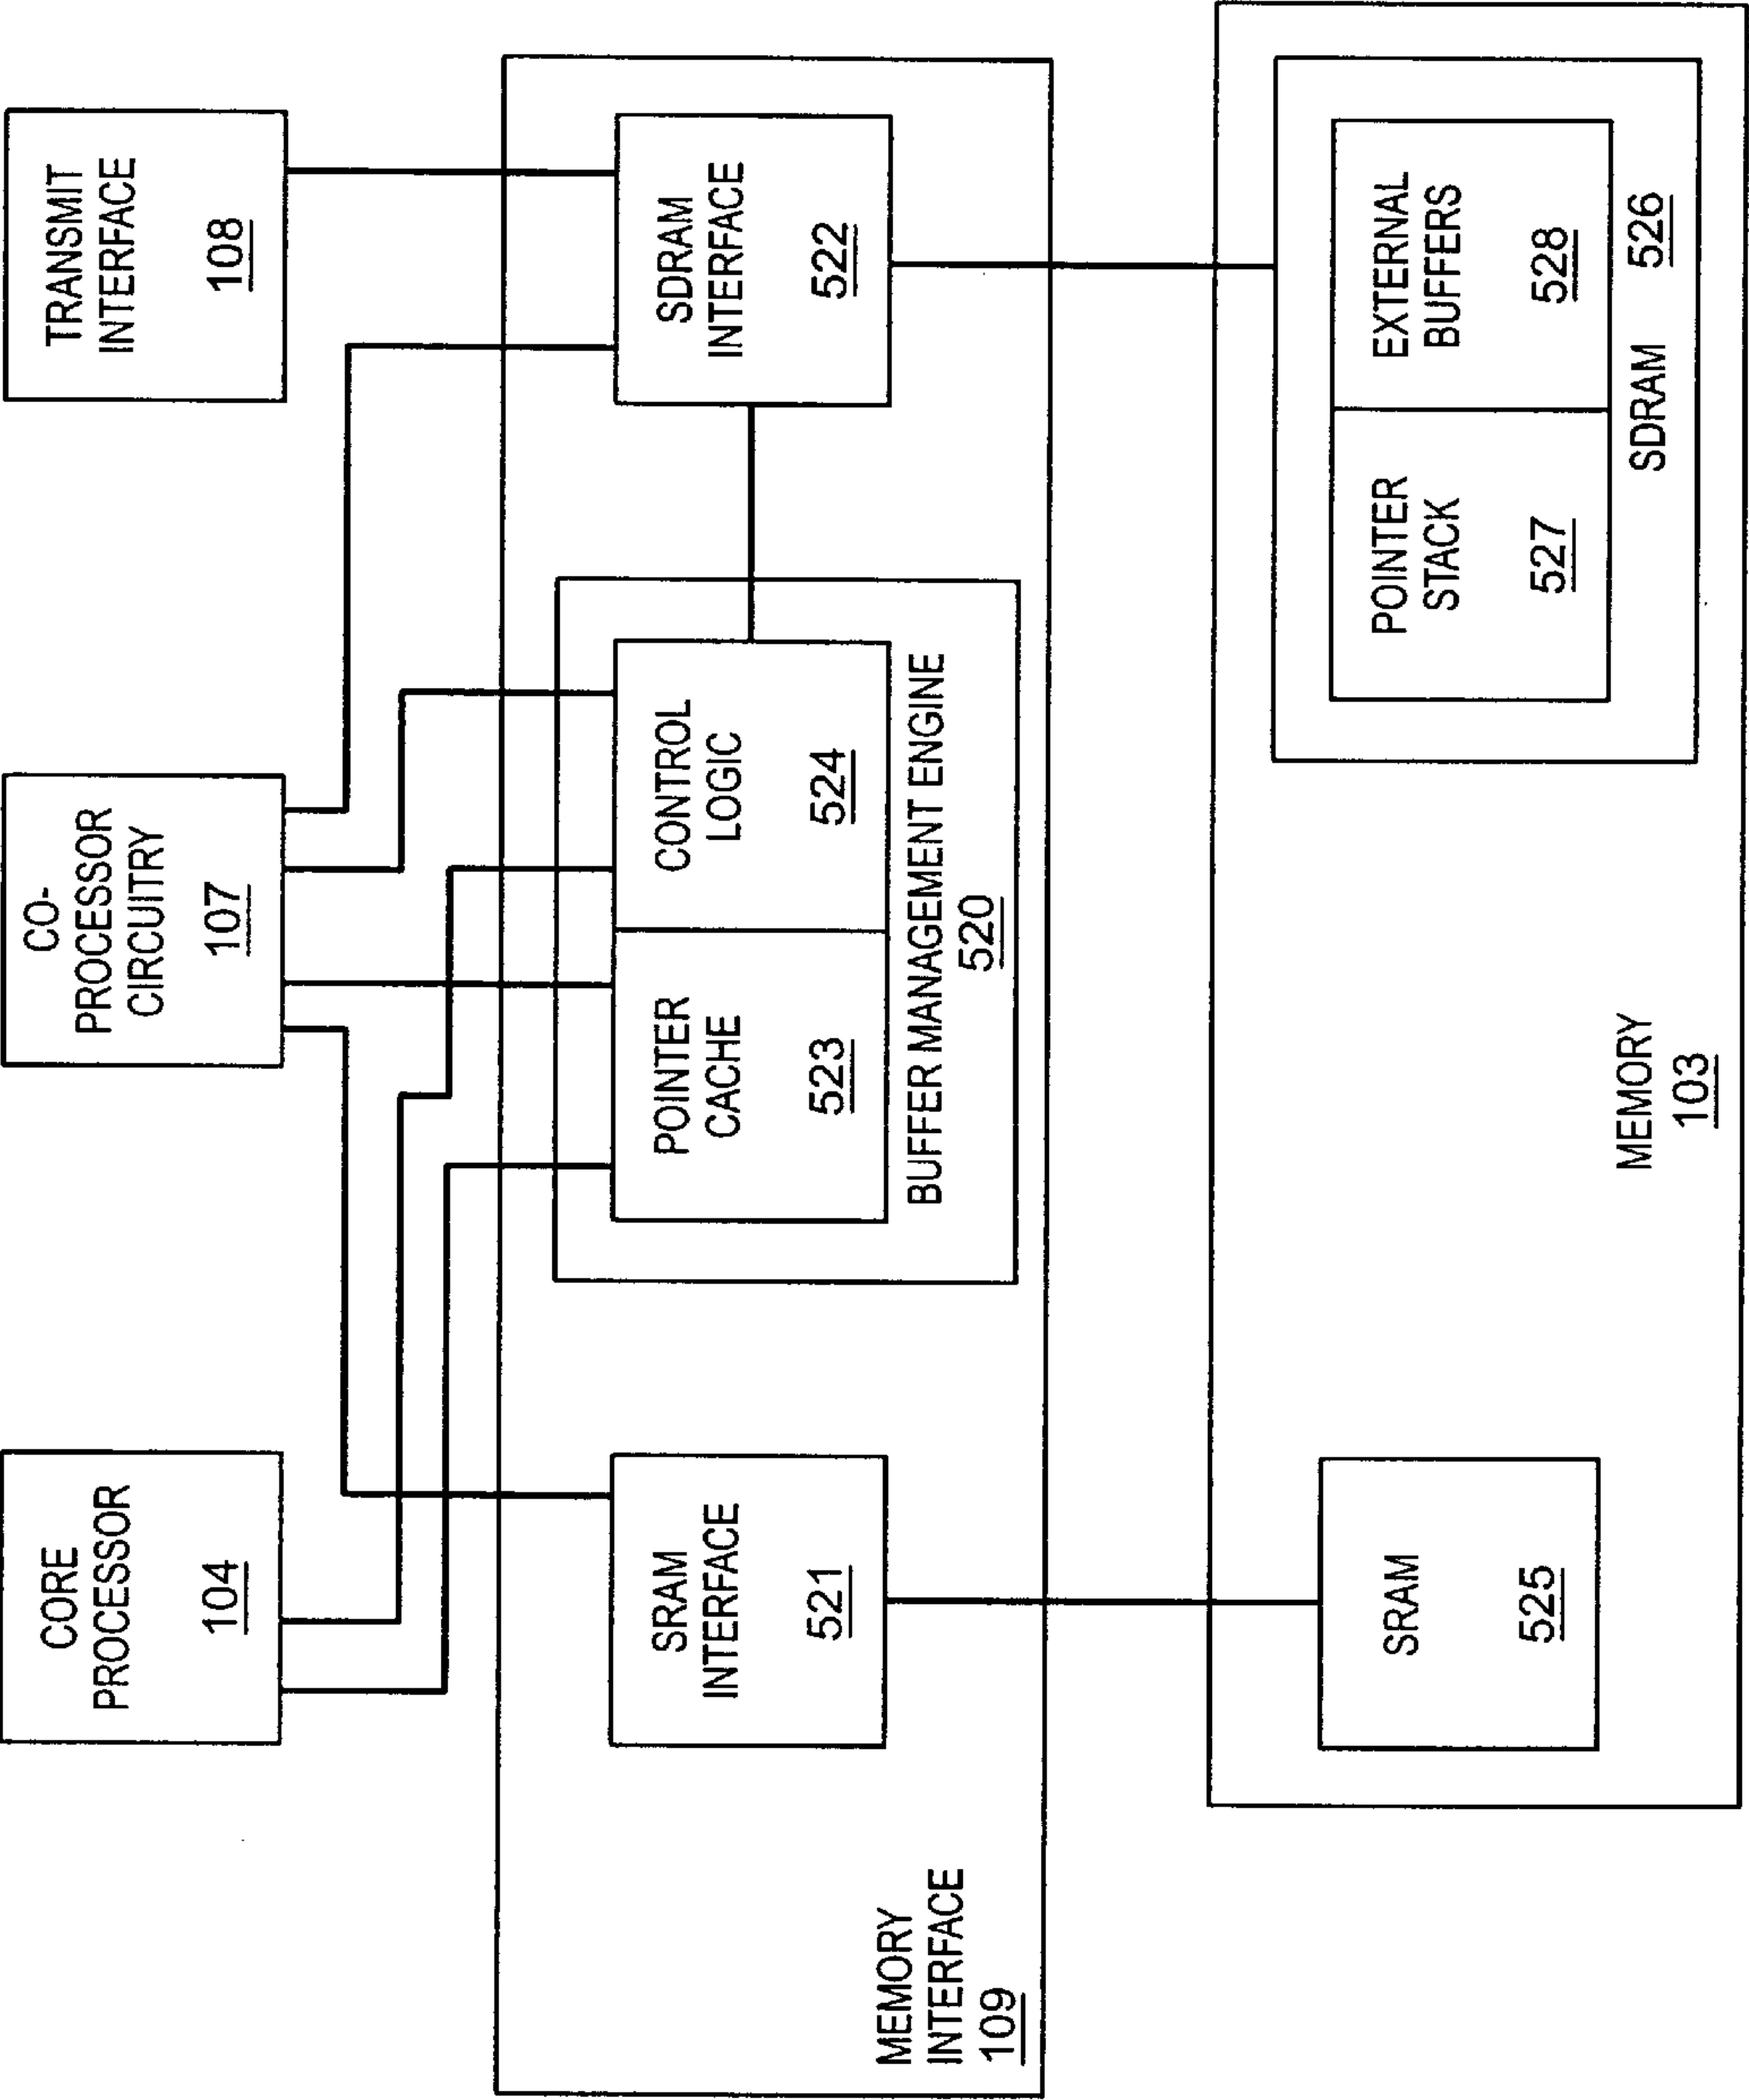 CORE
PROCESSOR
104
CO-
PROCESSOR
CIRCUITRY
107
TRANSMIT
INTERFACE
108
SRAM
INTERFACE
521
POINTER
CACHE
523
CONTROL
LOGIC
524
BUFFER MANAGEMENT ENGINE
520
SDRAM
INTERFACE
522
MEMORY
INTERFACE
109
SRAM
525
POINTER
STACK
527
EXTERNAL
BUFFERS
528
SDRAM 526
MEMORY
103